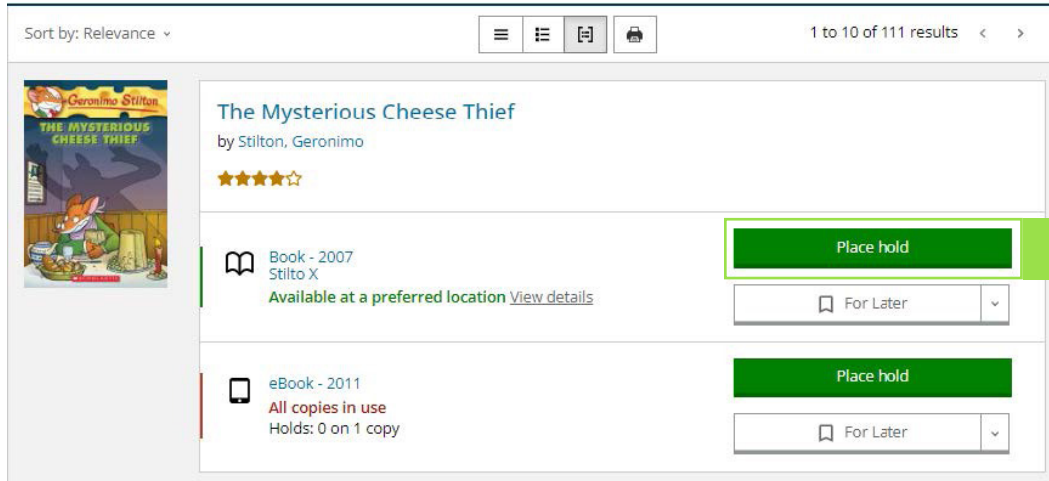 Sort by: Relevance
1 to 10 of 111 results
Geronimo Stilton
THE MYSTERIOUS
CHEESE THIEF
SCHOLASTIC
The Mysterious Cheese Thief
by Stilton, Geronimo
Book - 2007
Stilto X
Available at a preferred location View details
Place hold
For Later
eBook - 2011
All copies in use
Holds: 0 on 1 copy
Place hold
For Later